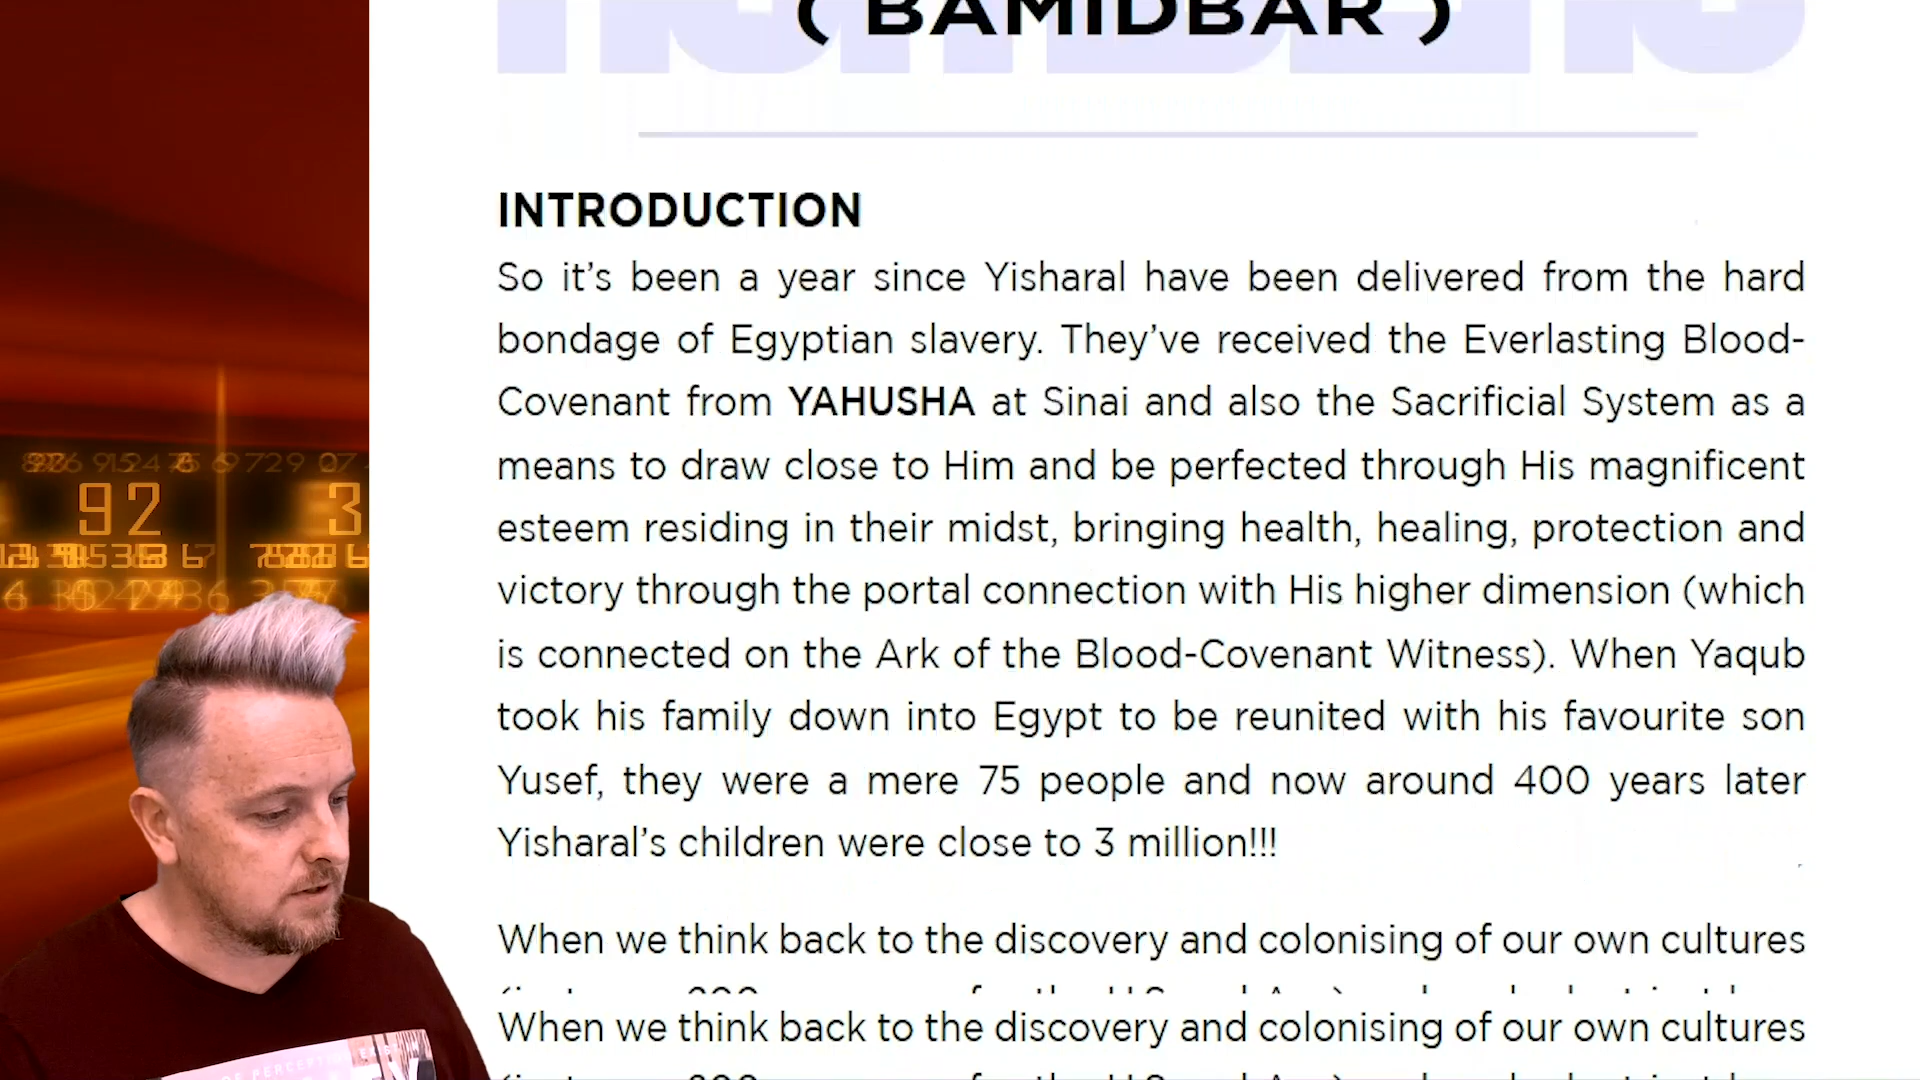 ( BAMIDBAR )
INTRODUCTION
So it's been a year since Yisharal have been delivered from the hard
bondage of Egyptian slavery. They've received the Everlasting Blood-
Covenant from YAHUSHA at Sinai and also the Sacrificial System as a
means to draw close to Him and be perfected through His magnificent
esteem residing in their midst, bringing health, healing, protection and
victory through the portal connection with His higher dimension (which
is connected on the Ark of the Blood-Covenant Witness). When Yaqub
took his family down into Egypt to be reunited with his favourite son
Yusef, they were a mere 75 people and now around 400 years later
Yisharal's children were close to 3 million!!!
When we think back to the discovery and colonising of our own cultures
When we think back to the discovery and colonising of our own cultures
92
3
OF PERCEPTION